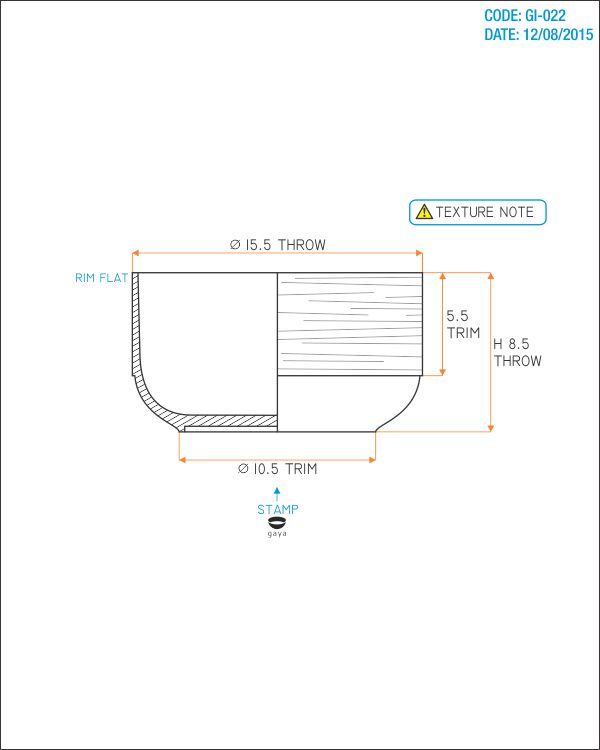 CODE: GI-022
DATE: 12/08/2015
TEXTURE NOTE
Ø 15.5 THROW
RIM FLAT
5.5
TRIM
H 8.5
THROW
Ø 10.5 TRIM
STAMP
gaya